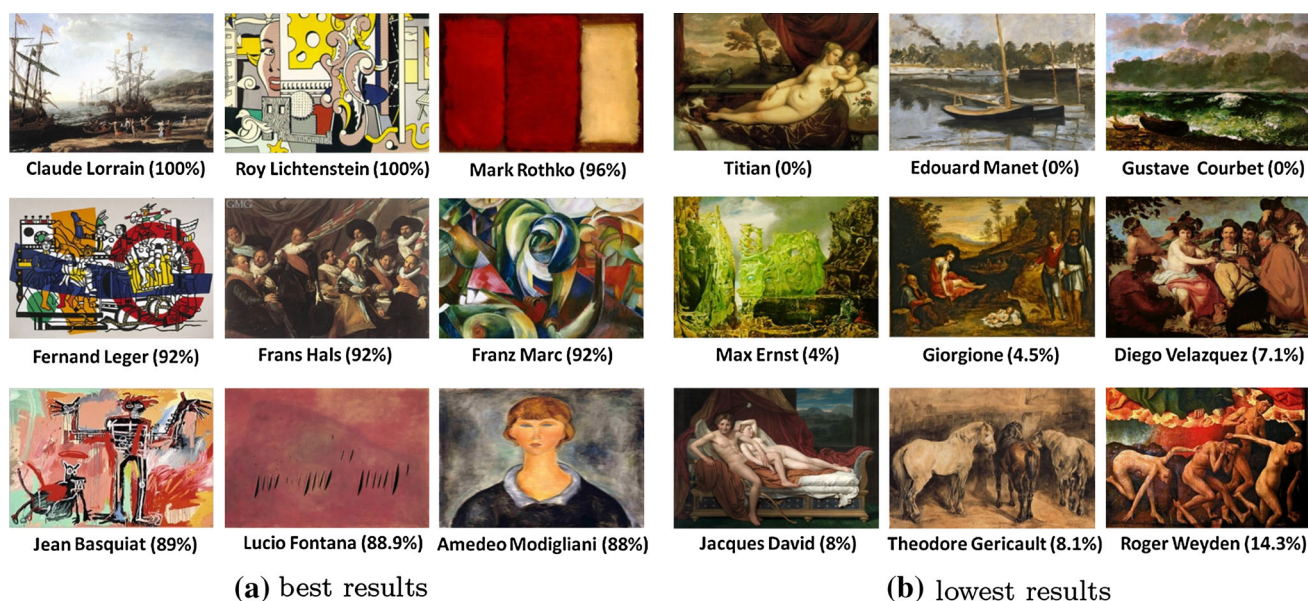 Claude Lorrain (100%) Roy Lichtenstein (100%) Mark Rothko (96%) Titian (0%) Edouard Manet (0%) Gustave Courbet (0%)
GMG
Fernand Leger (92%) Frans Hals (92%) Franz Marc (92%) Max Ernst (4%) Giorgione (4.5%) Diego Velazquez (7.1%)
Jean Basquiat (89%) Lucio Fontana (88.9%) Amedeo Modigliani (88%) Jacques David (8%) Theodore Gericault (8.1%) Roger Weyden (14.3%)
(a) best results (b) lowest results